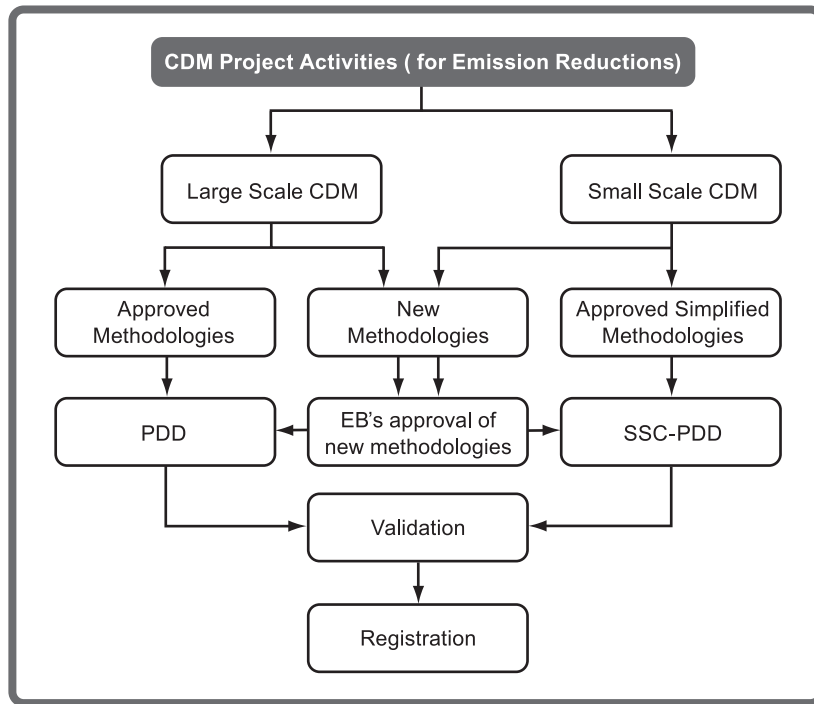 CDM Project Activities ( for Emission Reductions)
Large Scale CDM
Small Scale CDM
Approved
Methodologies
New
Methodologies
Approved Simplified
Methodologies
PDD
EB's approval of
new methodologies
SSC-PDD
Validation
Registration